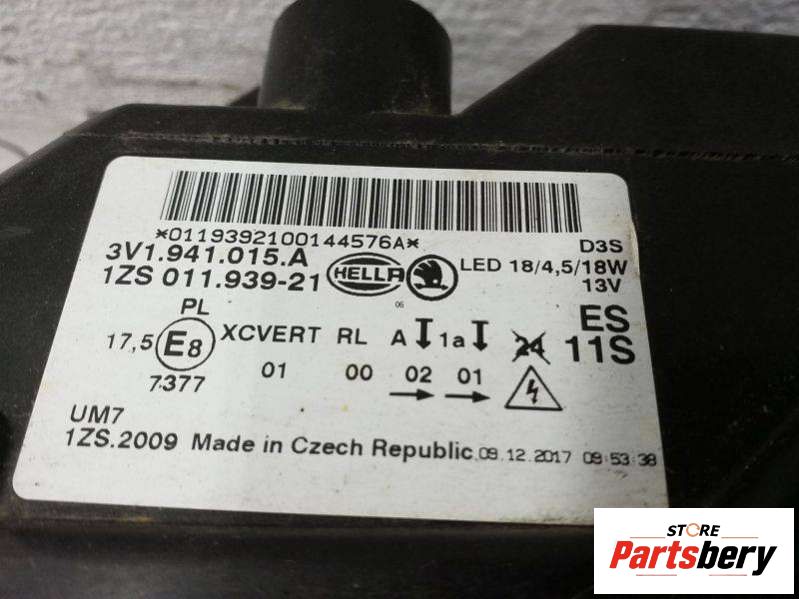 *0119392100144576A*
3V1.941.015.A
1ZS 011.939-21
HELLA
06
D3S
LED 18/4,5/18W
13V
PL
17,5 E8 XCVERT RL A 1a 24
ES
11S
7377 01 00 02 01
UM7
1ZS.2009 Made in Czech Republic. 09.12.2017 09:53:38
STORE
Partsbery